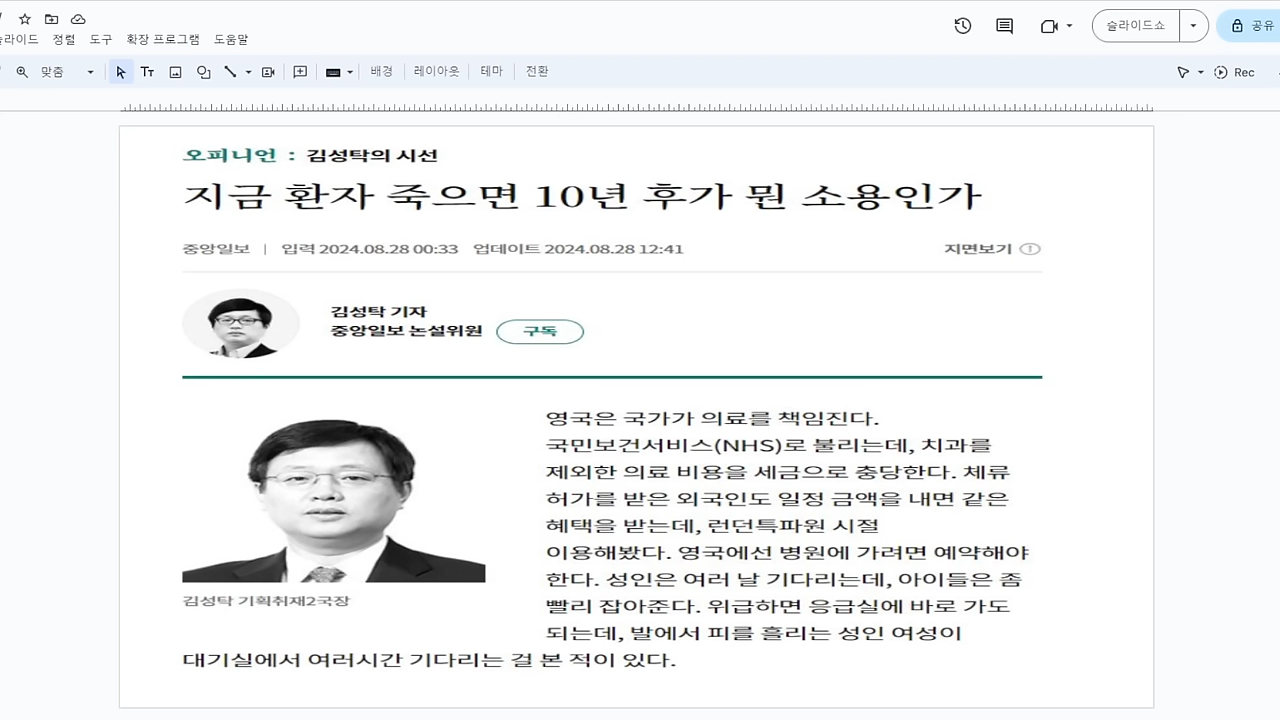 슬라이드 정렬 도구 확장 프로그램 도움말
슬라이드쇼
공유
맞춤
Tт
배경 레이아웃 테마 전환
Rec
오피니언 : 김성탁의 시선
지금 환자 죽으면 10년 후가 뭔 소용인가
중앙일보 | 입력 2024.08.28 00:33 업데이트 2024.08.28 12:41
지면보기
김성탁 기자
중앙일보 논설위원
구독
영국은 국가가 의료를 책임진다.
국민보건서비스(NHS)로 불리는데, 치과를
제외한 의료 비용을 세금으로 충당한다. 체류
허가를 받은 외국인도 일정 금액을 내면 같은
혜택을 받는데, 런던특파원 시절
이용해봤다. 영국에선 병원에 가려면 예약해야
한다. 성인은 여러 날 기다리는데, 아이들은 좀
빨리 잡아준다. 위급하면 응급실에 바로 가도
되는데, 발에서 피를 흘리는 성인 여성이
대기실에서 여러시간 기다리는 걸 본 적이 있다.
김성탁 기획취재2국장